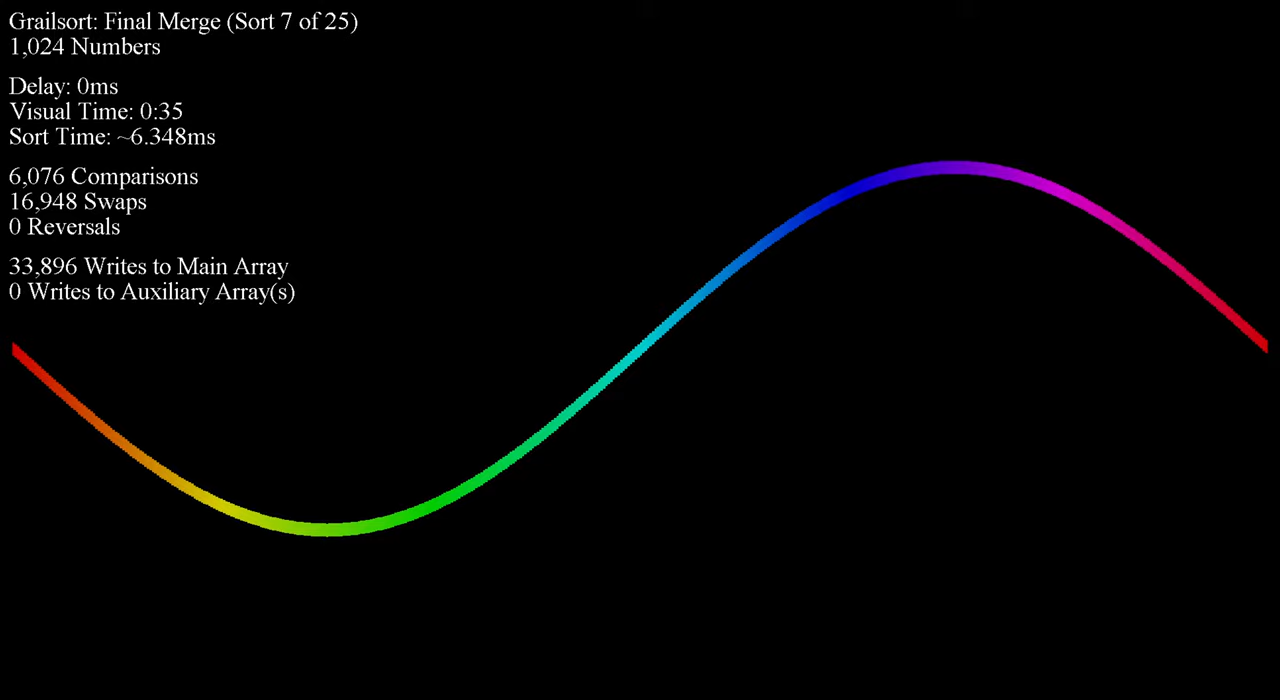 Grailsort: Final Merge (Sort 7 of 25)
1,024 Numbers
Delay: 0ms
Visual Time: 0:35
Sort Time: ~6.348ms
6,076 Comparisons
16,948 Swaps
0 Reversals
33,896 Writes to Main Array
0 Writes to Auxiliary Array(s)